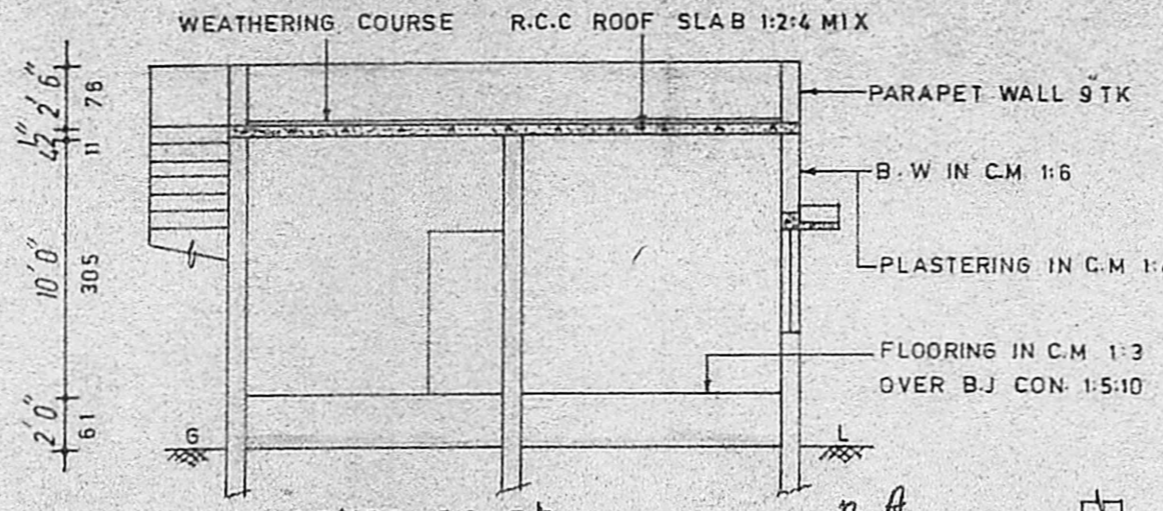 WEATHERING COURSE
R.C.C ROOF SLAB 1:2:4 MIX
2' 6"
76
PARAPET WALL 9" TK
4½"
11
B.W IN C.M 1:6
10' 0"
305
PLASTERING IN C.M 1:
FLOORING IN C.M 1:3
OVER B.J CON 1:5:10
2' 0"
61
G
L